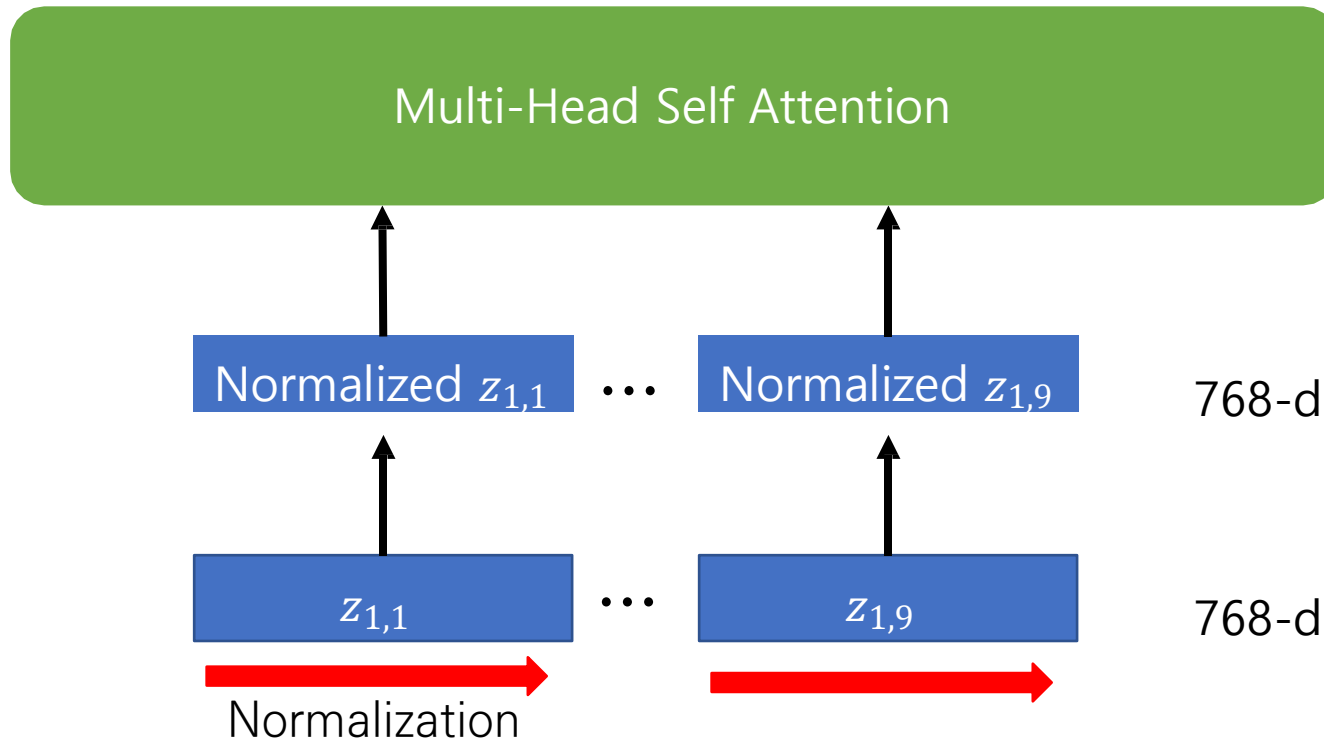 Multi-Head Self Attention
Normalized z₁,₁ ... Normalized z₁,₉ 768-d
z₁,₁ ... z₁,₉ 768-d
Normalization